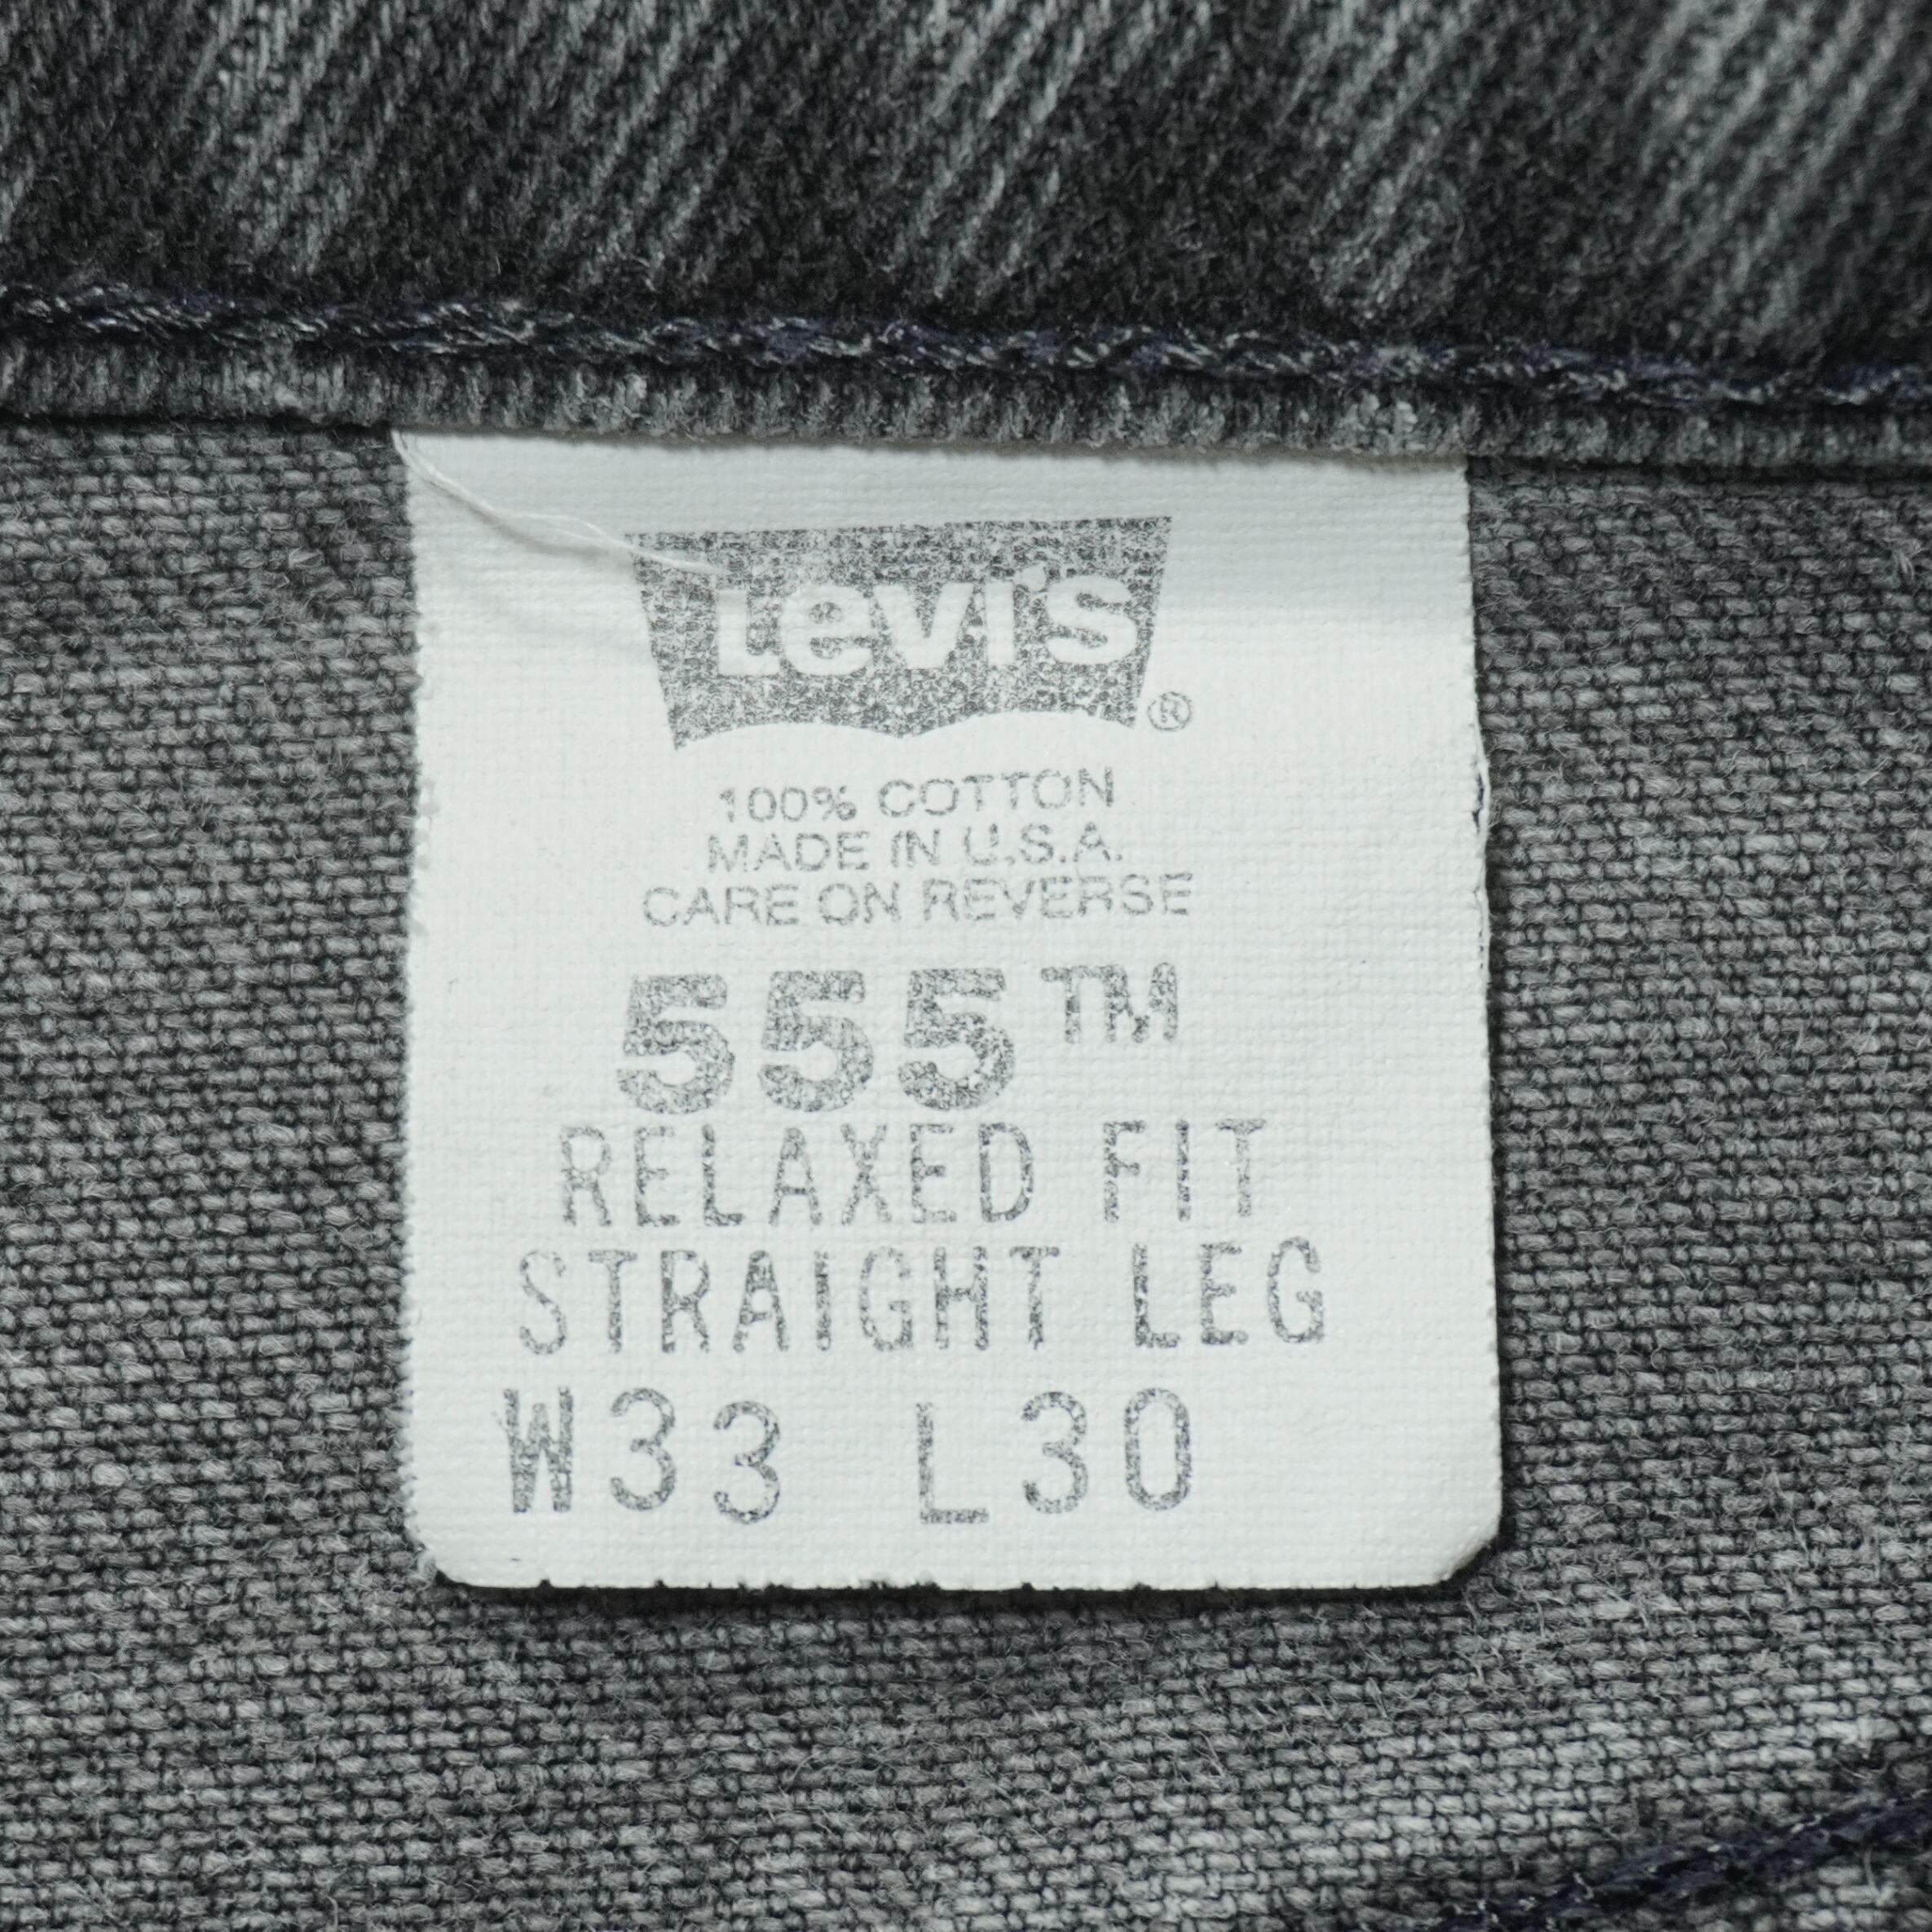 Levi's®
100% COTTON
MADE IN U.S.A.
CARE ON REVERSE
555™
RELAXED FIT
STRAIGHT LEG
W33 L30